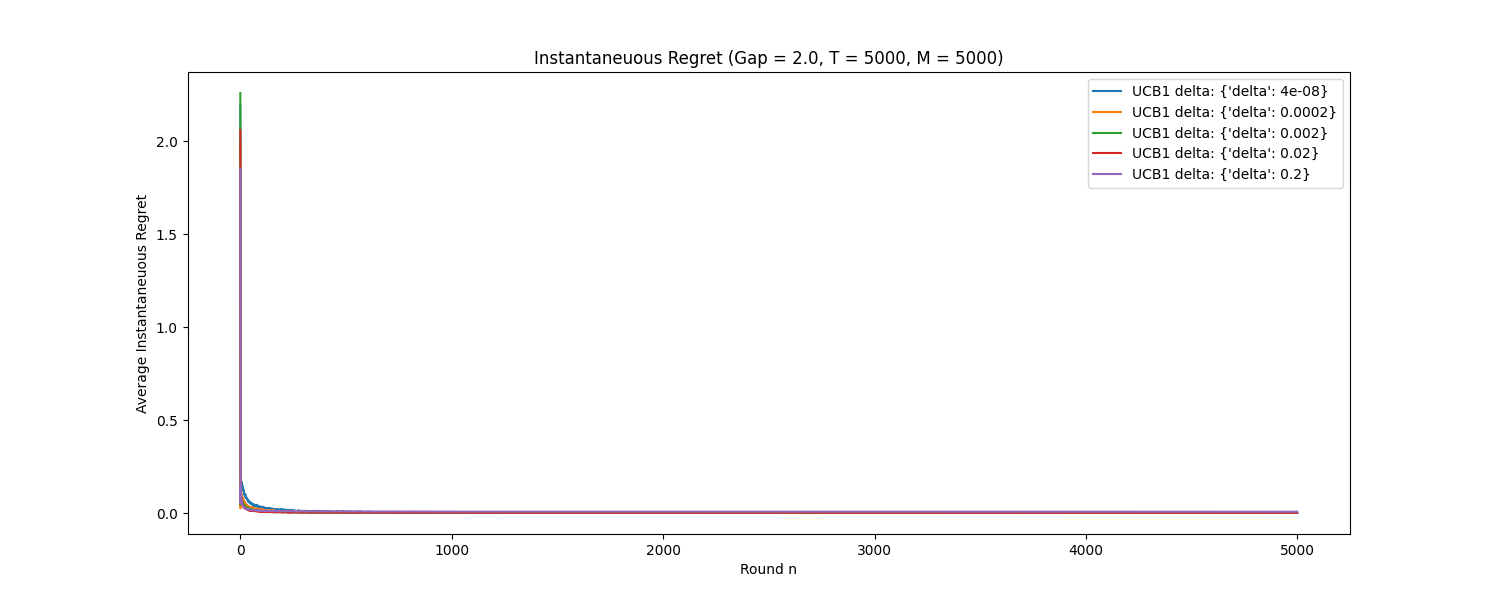 Instantaneuous Regret (Gap = 2.0, T = 5000, M = 5000)
UCB1 delta: {'delta': 4e-08}
UCB1 delta: {'delta': 0.0002}
UCB1 delta: {'delta': 0.002}
UCB1 delta: {'delta': 0.02}
UCB1 delta: {'delta': 0.2}
Average Instantaneuous Regret
2.0
1.5
1.0
0.5
0.0
0 1000 2000 3000 4000 5000
Round n